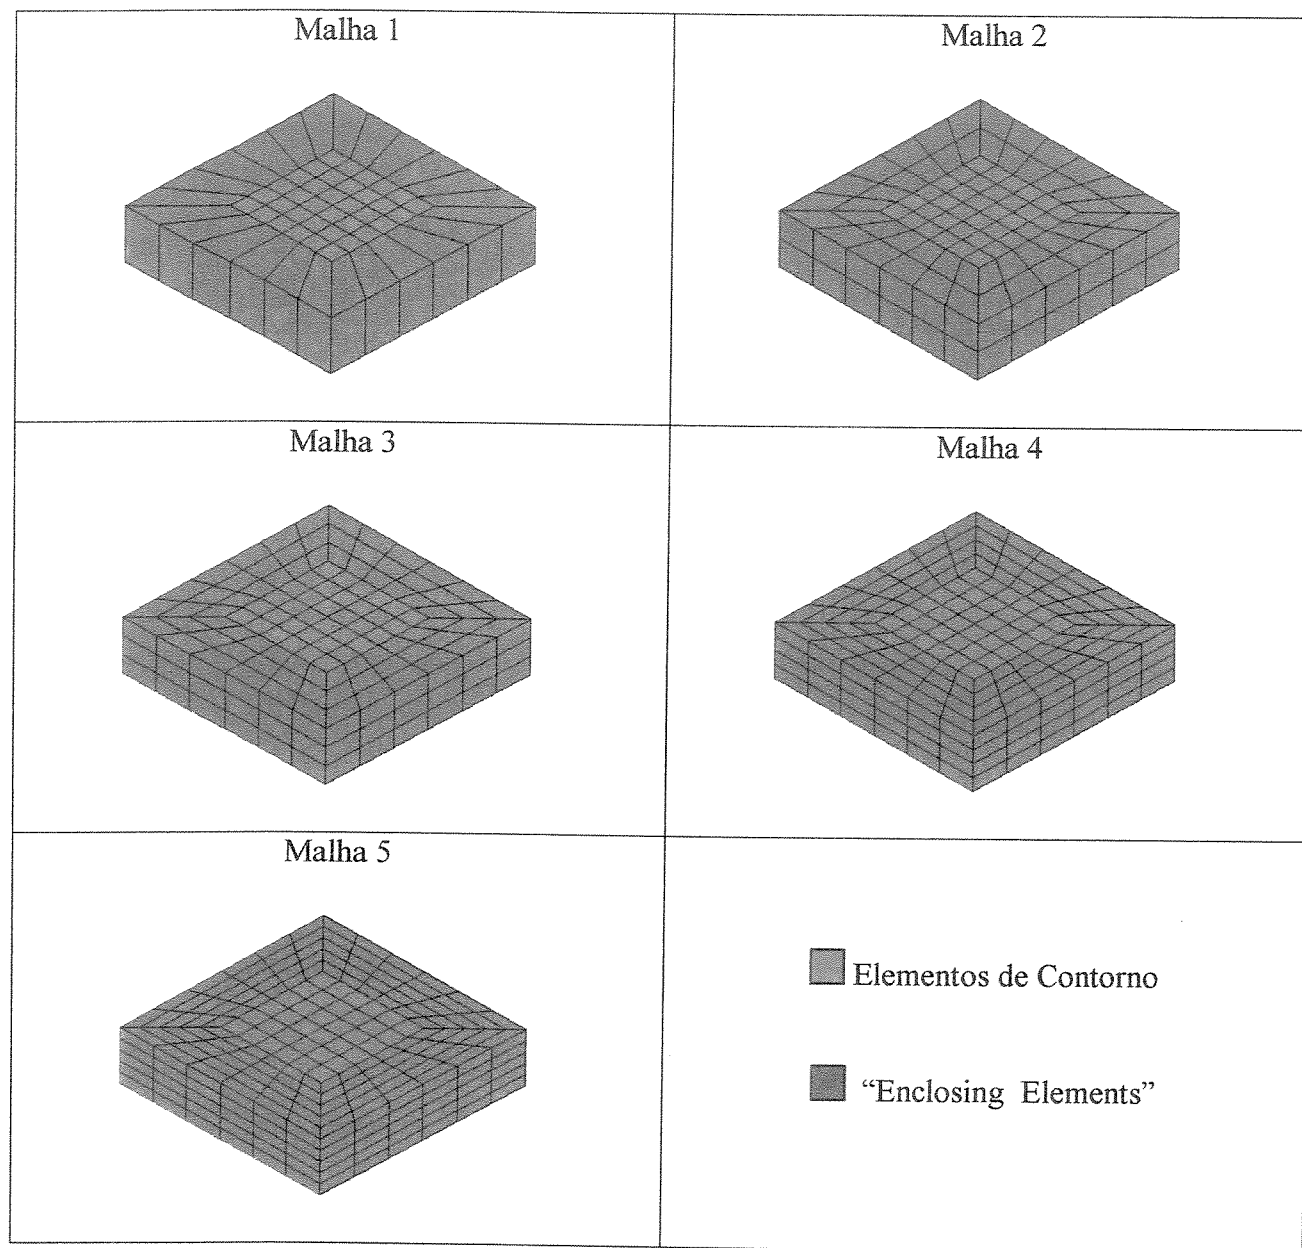 Malha 1
Malha 2
Malha 3
Malha 4
Malha 5
Elementos de Contorno
“Enclosing Elements”